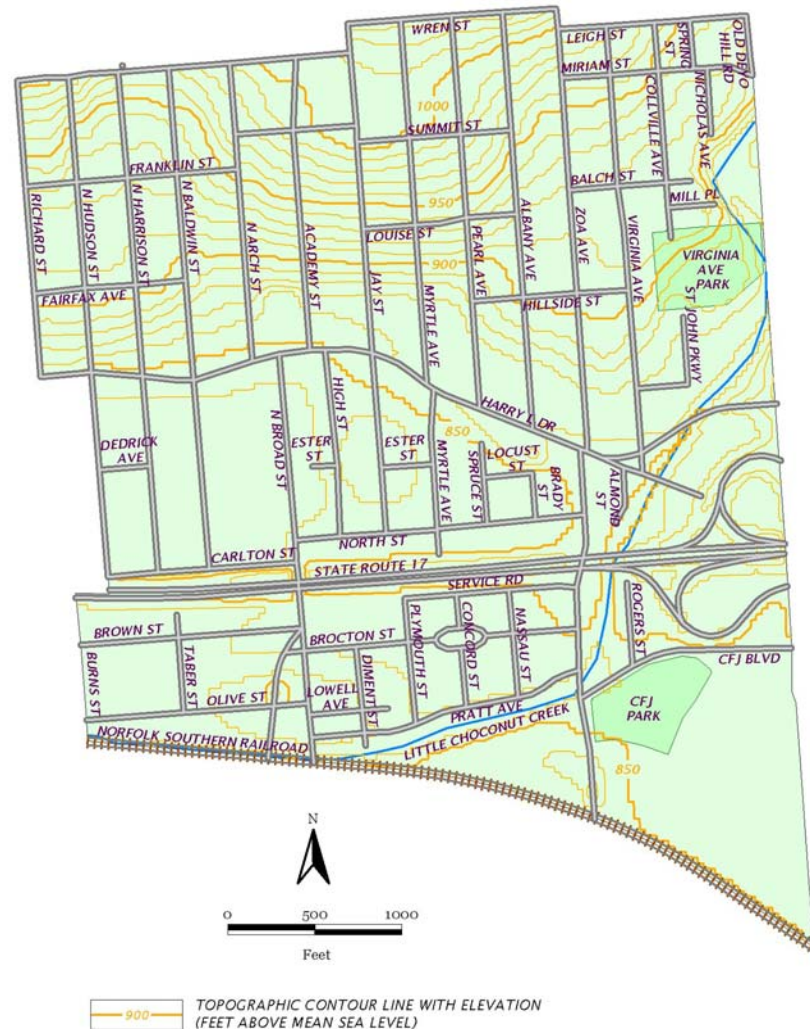 WREN ST
LEIGH ST
SPRING ST
OLD DEYO HILL RD
MIRIAM ST
NICHOLAS AVE
COLLVILLE AVE
1000
SUMMIT ST
FRANKLIN ST
BALCH ST
MILL PL
RICHARD ST
N HUDSON ST
N HARRISON ST
N BALDWIN ST
N ARCH ST
ACADEMY ST
950
LOUISE ST
JAY ST
PEARL AVE
ALBANY AVE
ZOA AVE
VIRGINIA AVE
VIRGINIA
AVE
PARK
900
FAIRFAX AVE
MYRTLE AVE
HILLSIDE ST
ST JOHN PKWY
HARRY L DR
HIGH ST
N BROAD ST
850
DEDRICK
AVE
ESTER
ST
ESTER
ST
MYRTLE AVE
SPRUCE ST
LOCUST
ST
BRADY ST
ALMOND ST
NORTH ST
CARLTON ST
STATE ROUTE 17
SERVICE RD
BROWN ST
BROCTON ST
PLYMOUTH ST
CONCORD ST
NASSAU ST
ROGERS ST
BURNS ST
TABER ST
DIMENT ST
CFJ BLVD
OLIVE ST
LOWELL
AVE
PRATT AVE
CFJ
PARK
NORFOLK SOUTHERN RAILROAD
LITTLE CHOCONUT CREEK
850
N
0 500 1000
Feet
900
TOPOGRAPHIC CONTOUR LINE WITH ELEVATION
(FEET ABOVE MEAN SEA LEVEL)